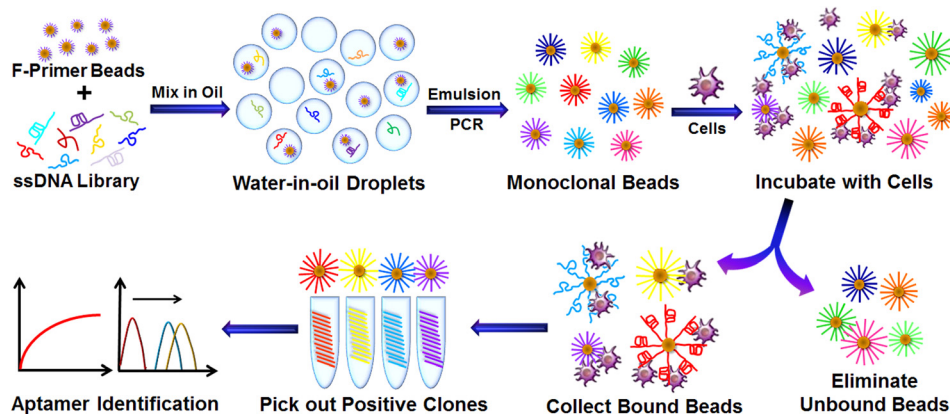 F-Primer Beads
+
ssDNA Library
Mix in Oil
Water-in-oil Droplets
Emulsion
PCR
Monoclonal Beads
Cells
Incubate with Cells
Aptamer Identification
Pick out Positive Clones
Collect Bound Beads
Eliminate
Unbound Beads